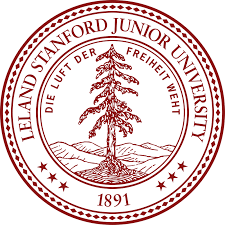 LELAND STANFORD JUNIOR UNIVERSITY
DIE LUFT DER FREIHEIT WEHT
1891